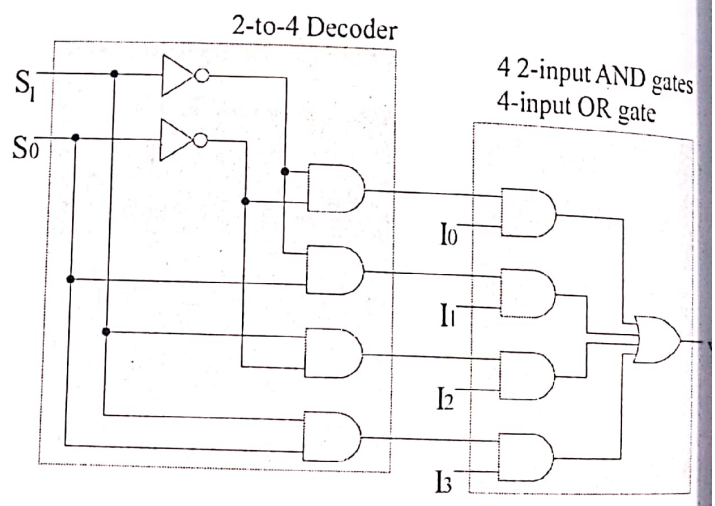 2-to-4 Decoder
4 2-input AND gates
4-input OR gate
S1
S0
I0
I1
I2
I3